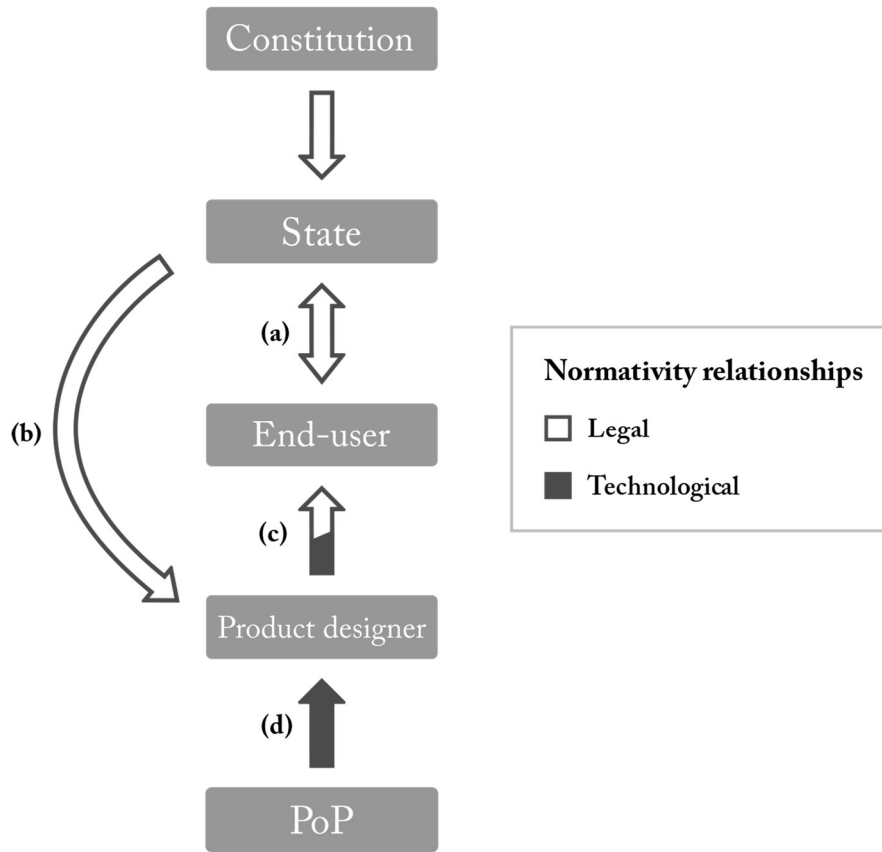 Constitution
State
(a)
(b)
End-user
(c)
Product designer
(d)
PoP
Normativity relationships
Legal
Technological